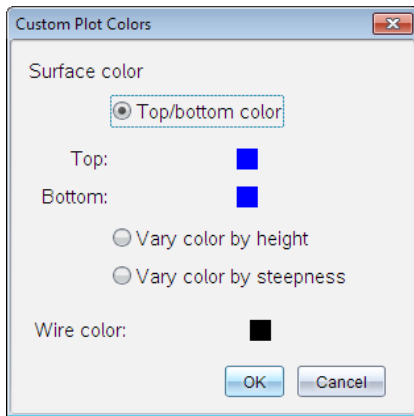 Custom Plot Colors
Surface color
Top/bottom color
Top:
Bottom:
Vary color by height
Vary color by steepness
Wire color:
OK Cancel